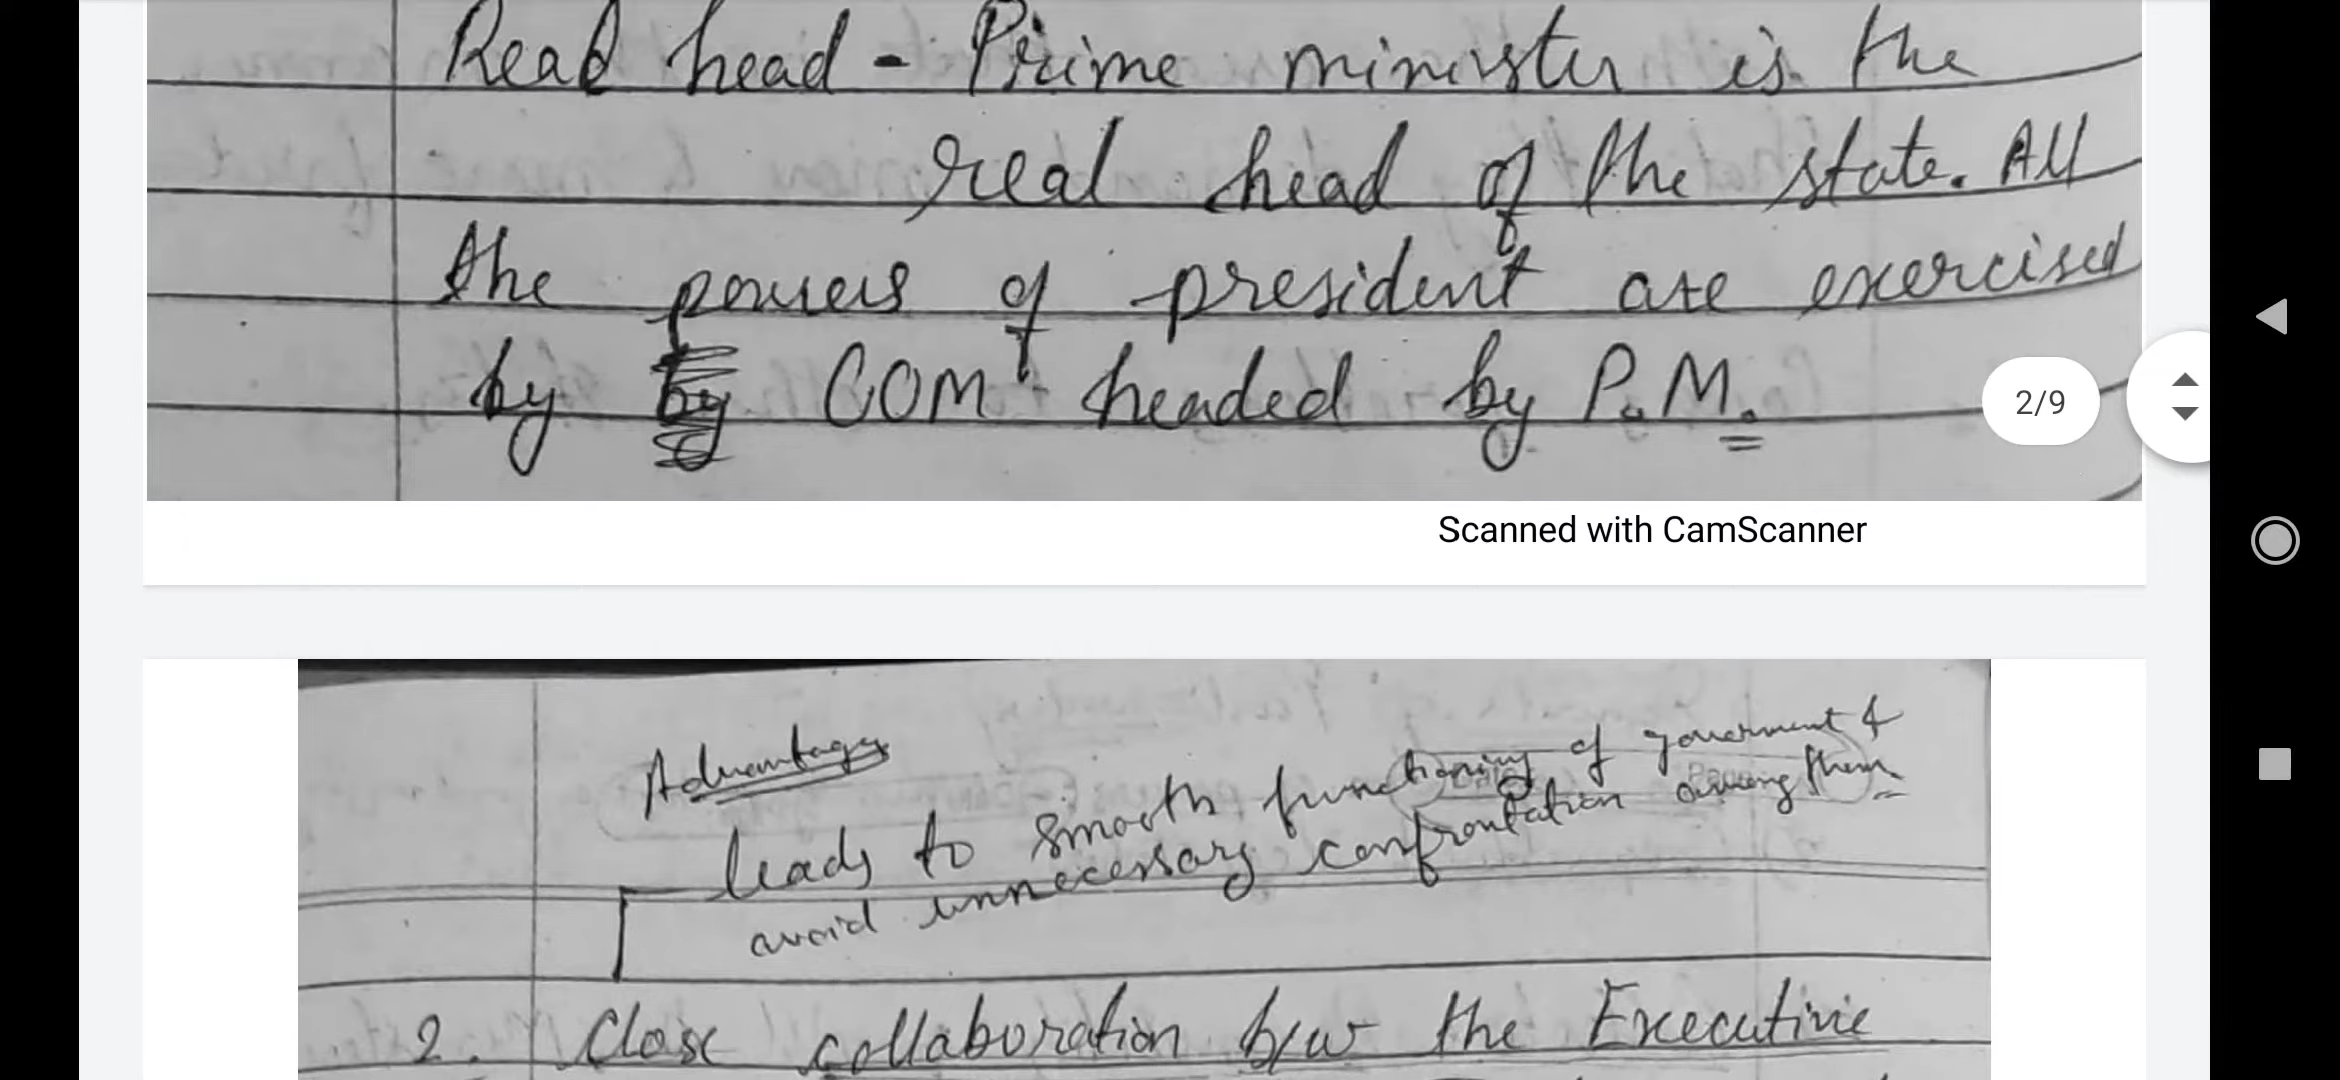 Read head - Prime minister is the
real head of the state. All
the powers of president are exercised
by by COM headed by P.M.
2/9
Scanned with CamScanner
Advantages
leads to smooth functioning of government &
avoid unnecessary confrontation among them
2. Close collaboration b/w the Executive